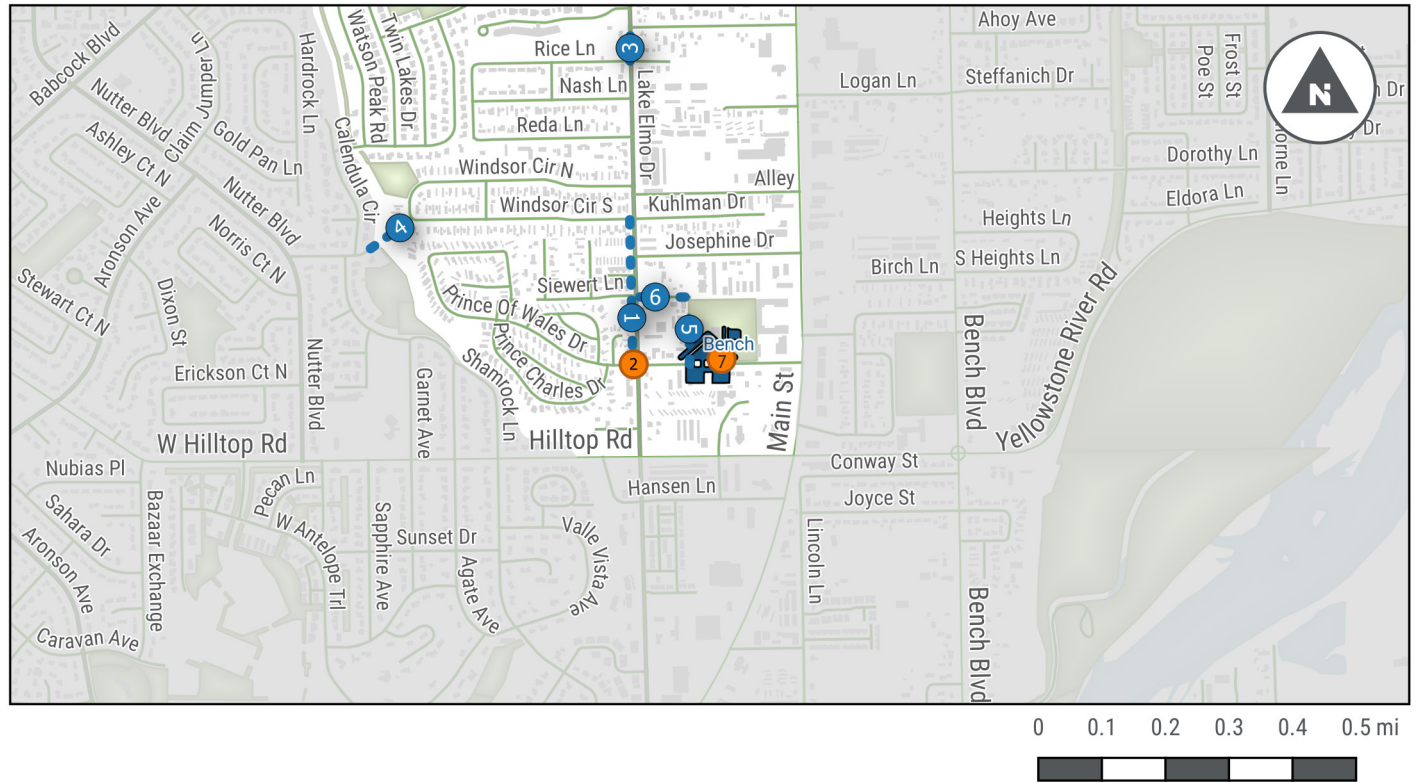 Ahoy Ave
Rice Ln
3
Frost St
Poe St
Babcock Blvd
Watson Peak Rd
Twin Lakes Dr
Hardrock Ln
Claim Jumper Ln
Nash Ln
Lake Elmo Dr
Logan Ln
Steffanich Dr
N
Nutter Blvd
Ashley Ct N
Gold Pan Ln
Reda Ln
Calendula Cir
Windsor Cir N
Alley
Dorothy Ln
Eldora Ln
Nutter Blvd
Windsor Cir S
Kuhlman Dr
Heights Ln
Norris Ct N
4
Josephine Dr
S Heights Ln
Birch Ln
Aronson Ave
Stewart Ct N
Dixon St
Siewert Ln
6
1
5
Prince Of Wales Dr
Prince Charles Dr
Bench
2
7
Yellowstone River Rd
Bench Blvd
Erickson Ct N
Nutter Blvd
Garnet Ave
Shamrock Ln
Main St
W Hilltop Rd
Hilltop Rd
Conway St
Nubias Pl
Pecan Ln
Hansen Ln
Joyce St
Sahara Dr
Bazaar Exchange
W Antelope Trl
Sapphire Ave
Sunset Dr
Valle Vista Ave
Lincoln Ln
Aronson Ave
Agate Ave
Bench Blvd
Caravan Ave
0 0.1 0.2 0.3 0.4 0.5 mi